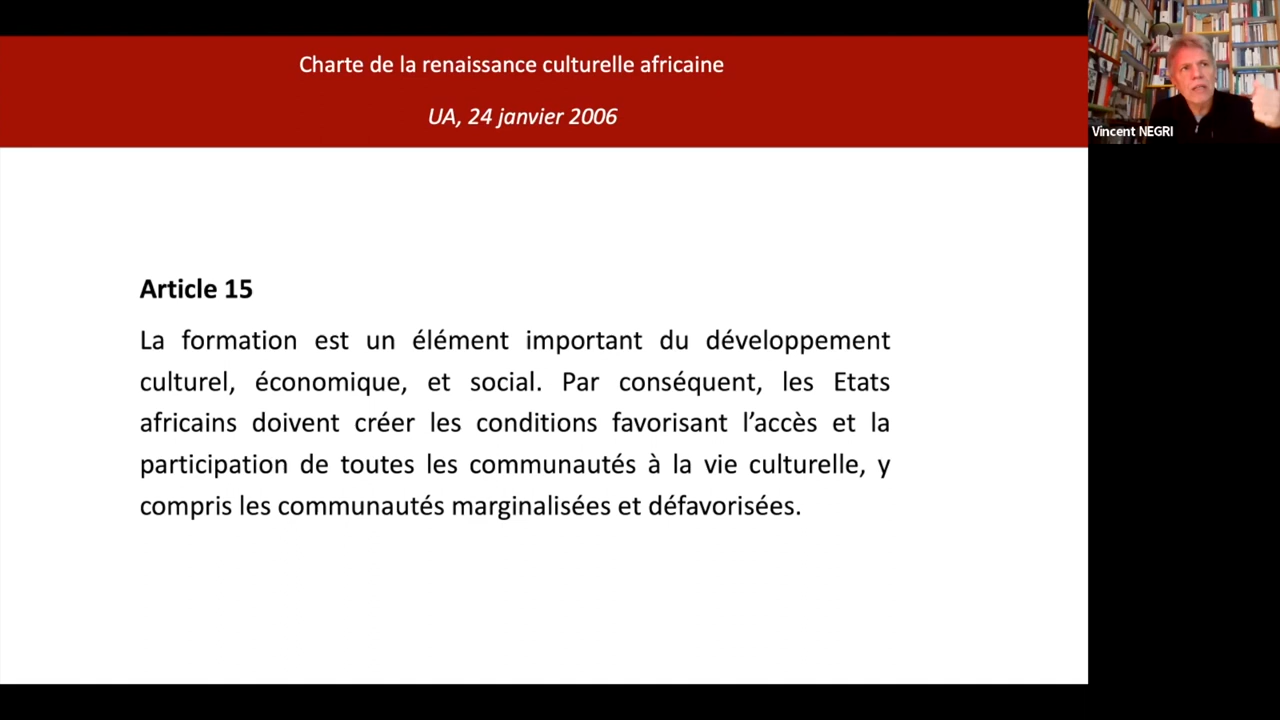 Charte de la renaissance culturelle africaine
UA, 24 janvier 2006
Vincent NEGRI
Article 15
La formation est un élément important du développement
culturel, économique, et social. Par conséquent, les Etats
africains doivent créer les conditions favorisant l’accès et la
participation de toutes les communautés à la vie culturelle, y
compris les communautés marginalisées et défavorisées.